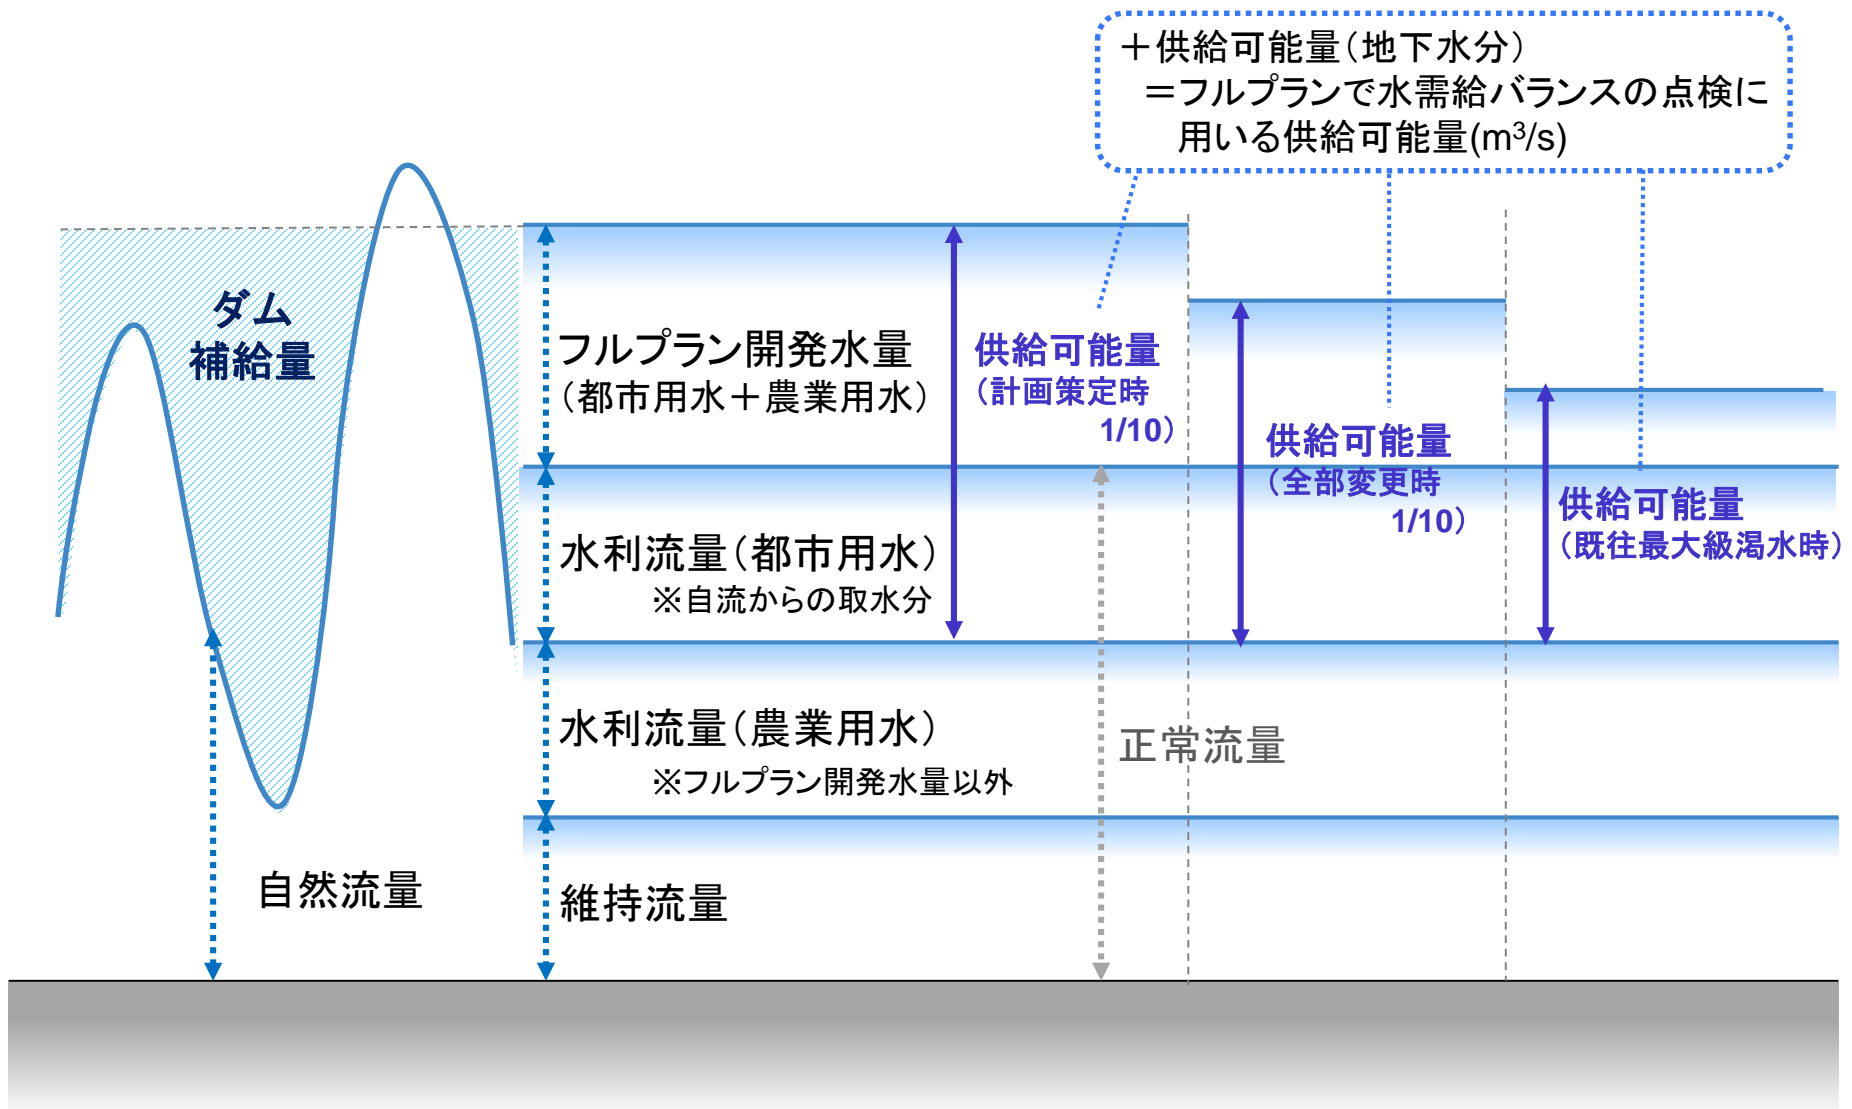 ＋供給可能量（地下水分）
＝フルプランで水需給バランスの点検に
用いる供給可能量(m³/s)
ダム
補給量
フルプラン開発水量
（都市用水＋農業用水）
供給可能量
（計画策定時
1/10）
供給可能量
（全部変更時
1/10）
供給可能量
（既往最大級渇水時）
水利流量（都市用水）
※自流からの取水分
水利流量（農業用水）
※フルプラン開発水量以外
正常流量
自然流量
維持流量